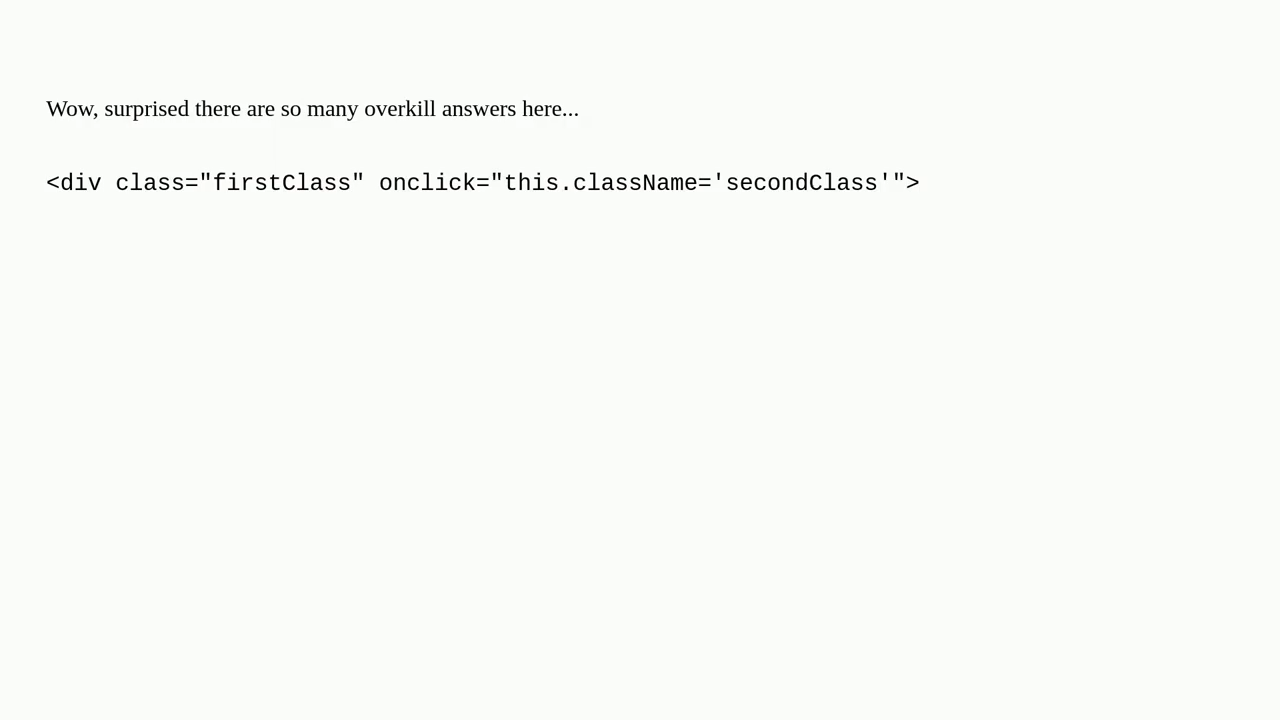 Wow, surprised there are so many overkill answers here...
<div class="firstClass" onclick="this.className='secondClass'">